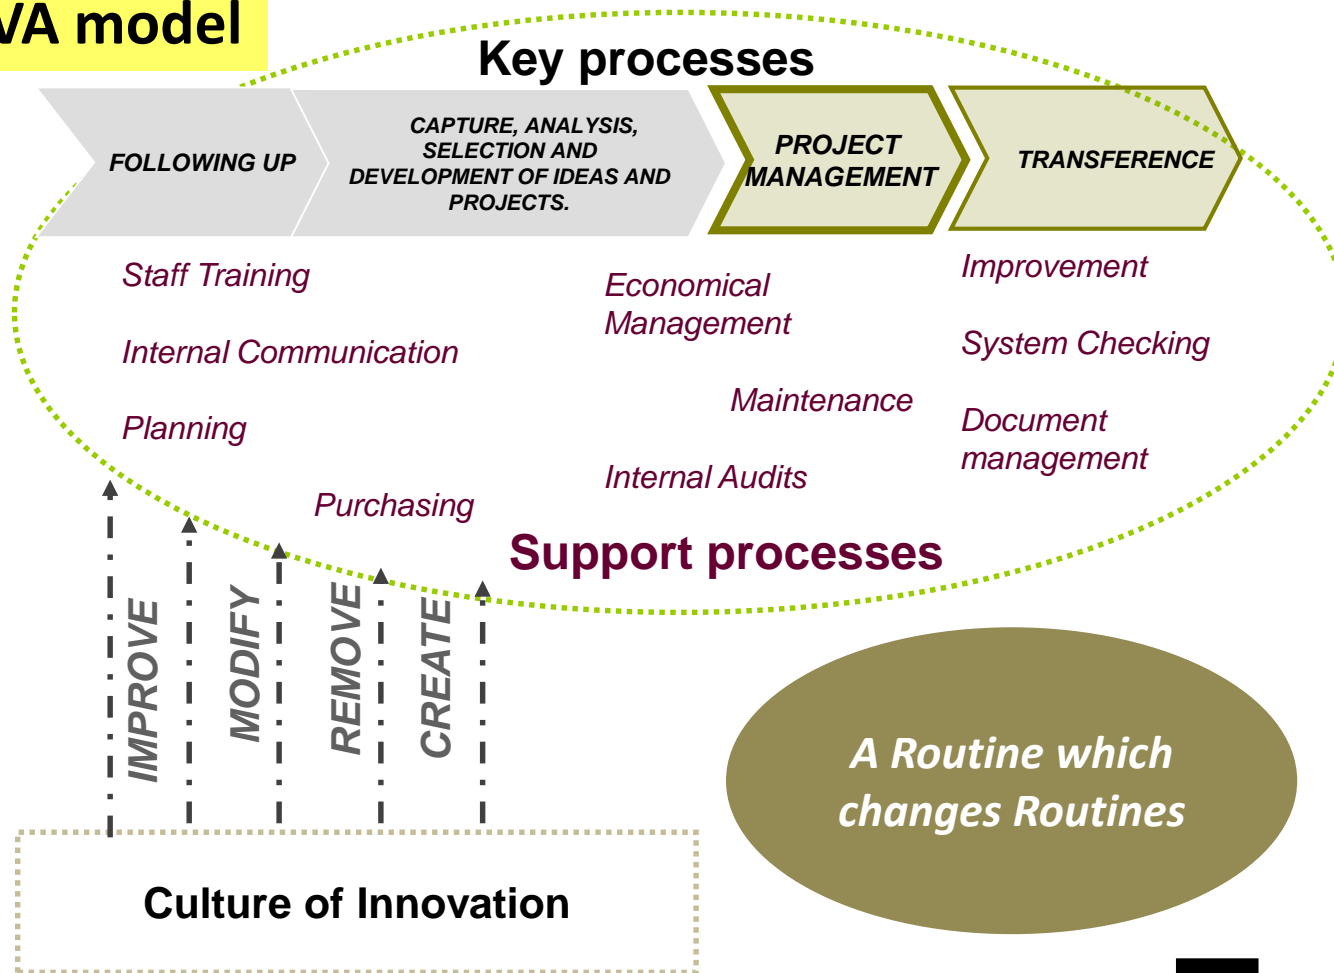 VA model
Key processes
FOLLOWING UP
CAPTURE, ANALYSIS,
SELECTION AND
DEVELOPMENT OF IDEAS AND
PROJECTS.
PROJECT
MANAGEMENT
TRANSFERENCE
Staff Training
Internal Communication
Planning
Purchasing
Economical
Management
Maintenance
Internal Audits
Improvement
System Checking
Document
management
Support processes
IMPROVE
MODIFY
REMOVE
CREATE
A Routine which
changes Routines
Culture of Innovation